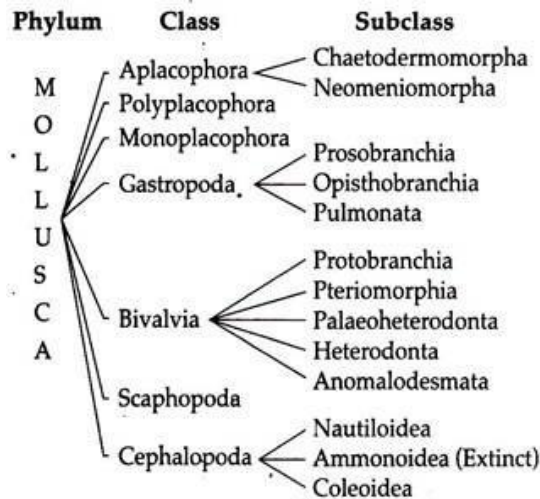 Phylum Class Subclass
MOLLUSCA
Aplacophora
Chaetodermomorpha
Neomeniomorpha
Polyplacophora
Monoplacophora
Gastropoda
Prosobranchia
Opisthobranchia
Pulmonata
Bivalvia
Protobranchia
Pteriomorphia
Palaeoheterodonta
Heterodonta
Anomalodesmata
Scaphopoda
Cephalopoda
Nautiloidea
Ammonoidea (Extinct)
Coleoidea